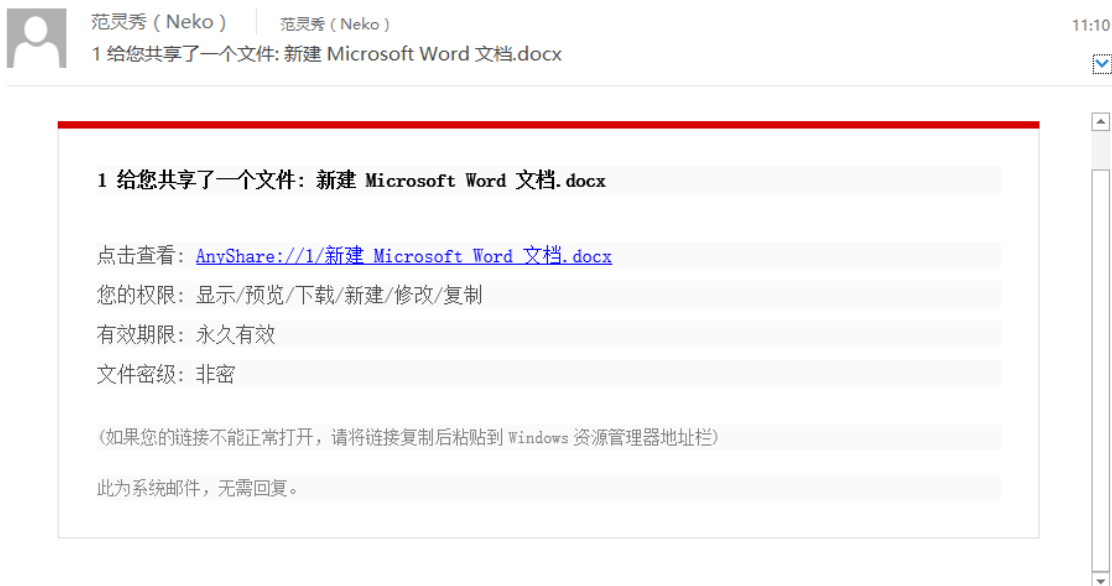 范灵秀（Neko） 范灵秀（Neko） 11:10
1 给您共享了一个文件: 新建 Microsoft Word 文档.docx
1 给您共享了一个文件: 新建 Microsoft Word 文档.docx
点击查看: AnyShare://1/新建 Microsoft Word 文档.docx
您的权限: 显示/预览/下载/新建/修改/复制
有效期限: 永久有效
文件密级: 非密
(如果您的链接不能正常打开，请将链接复制后粘贴到 Windows 资源管理器地址栏)
此为系统邮件，无需回复。